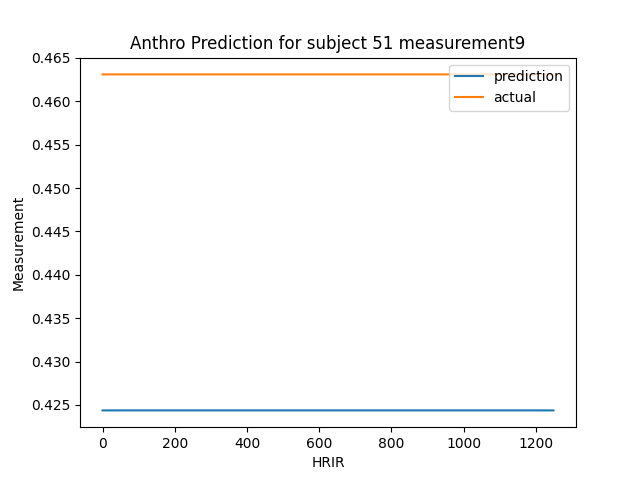 Anthro Prediction for subject 51 measurement9
0.465
0.460
0.455
0.450
0.445
0.440
0.435
0.430
0.425
Measurement
prediction
actual
0 200 400 600 800 1000 1200
HRIR